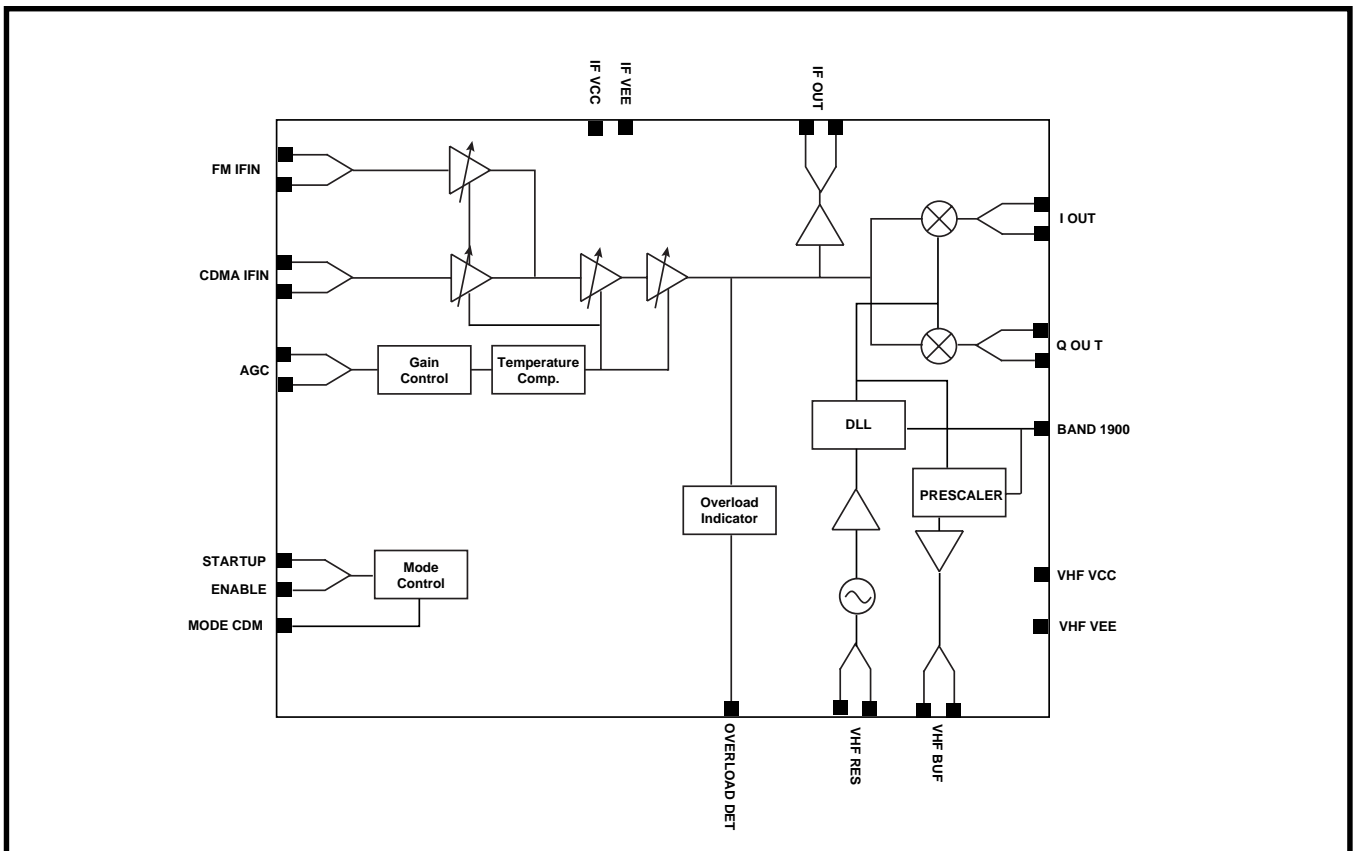 IF VCC
IF VEE
IF OUT
FM IFIN
I OUT
CDMA IFIN
Q OU T
AGC
Gain
Control
Temperature
Comp.
DLL
BAND 1900
PRESCALER
Overload
Indicator
STARTUP
ENABLE
MODE CDM
Mode
Control
VHF VCC
VHF VEE
OVERLOAD DET
VHF RES
VHF BUF